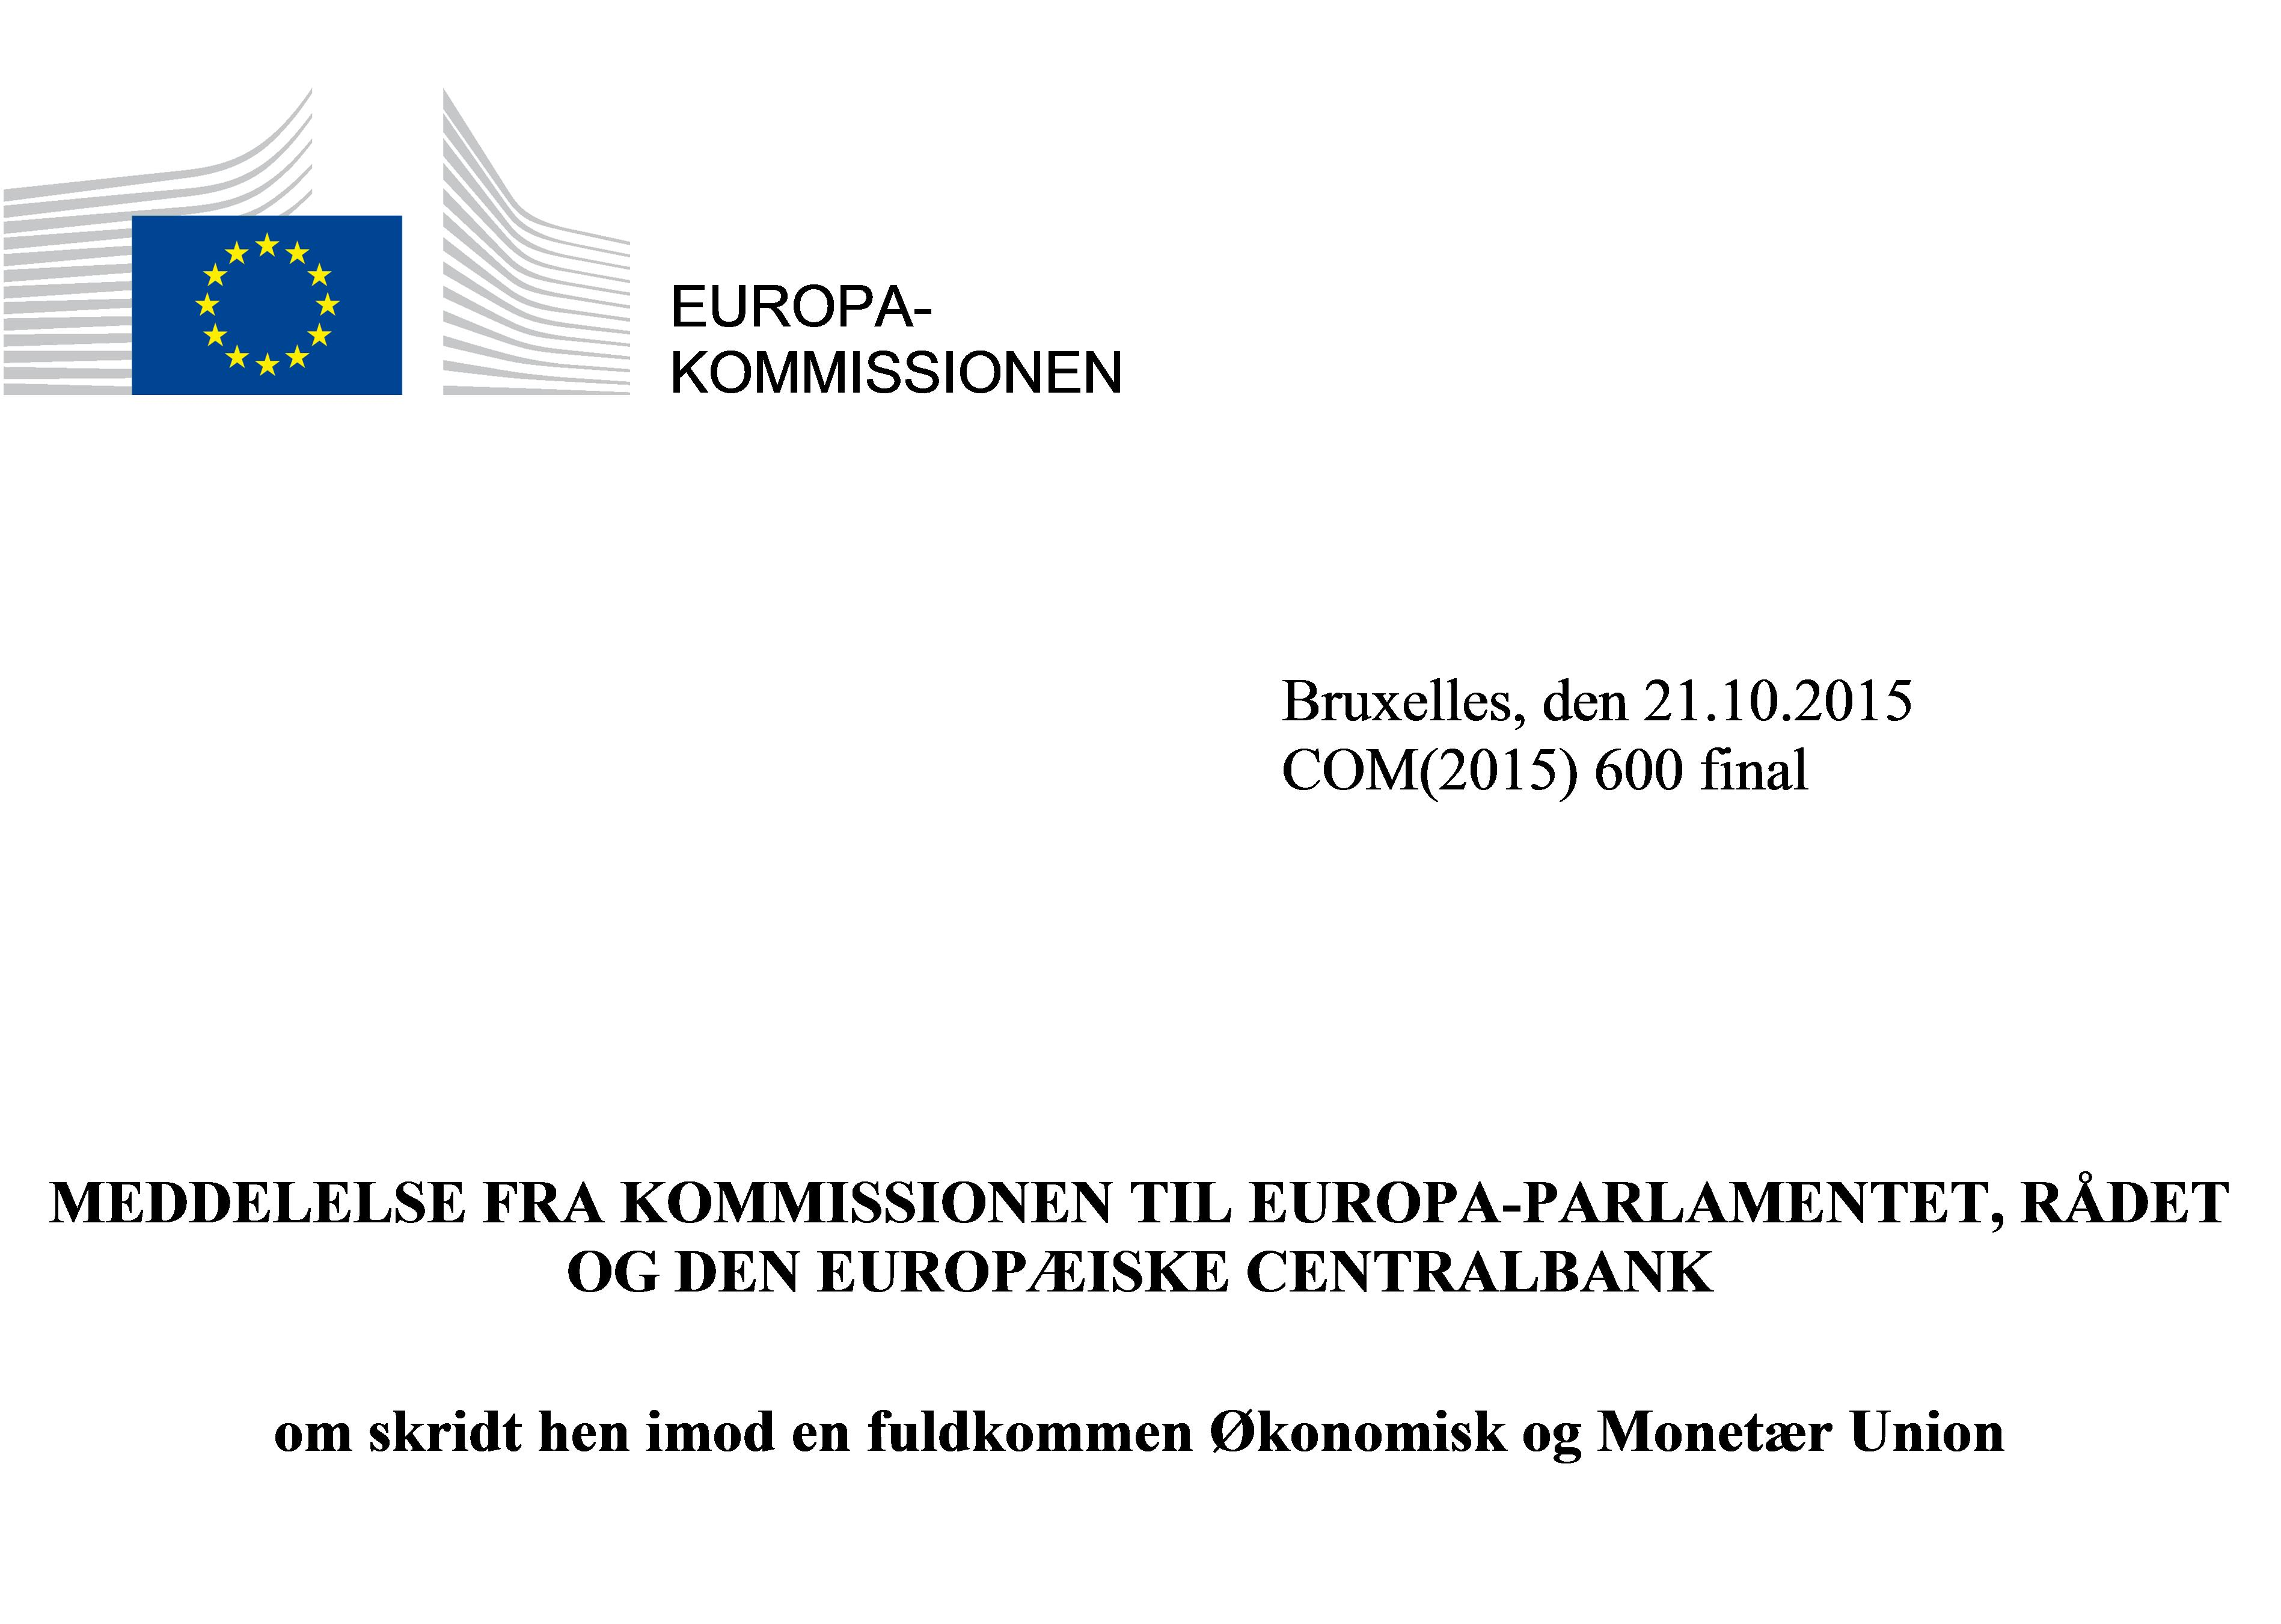 EUROPA-
KOMMISSIONEN
Bruxelles, den 21.10.2015
COM(2015) 600 final
MEDDELELSE FRA KOMMISSIONEN TIL EUROPA-PARLAMENTET, RÅDET
OG DEN EUROPÆISKE CENTRALBANK
om skridt hen imod en fuldkommen Økonomisk og Monetær Union